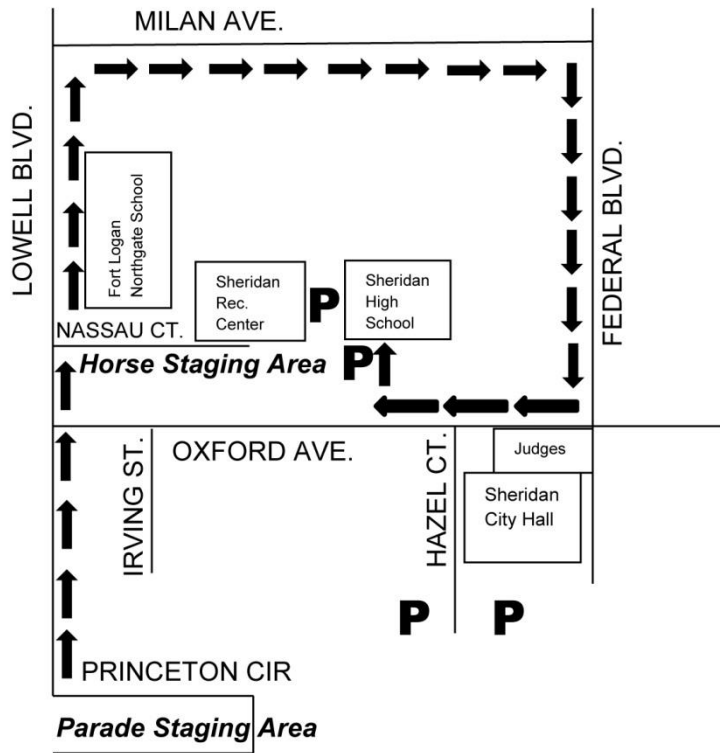 MILAN AVE.
LOWELL BLVD.
FEDERAL BLVD.
Fort Logan
Northgate School
Sheridan
Rec.
Center
P
Sheridan
High
School
NASSAU CT.
Horse Staging Area
P
OXFORD AVE.
IRVING ST.
HAZEL CT.
Judges
Sheridan
City Hall
P
P
PRINCETON CIR
Parade Staging Area